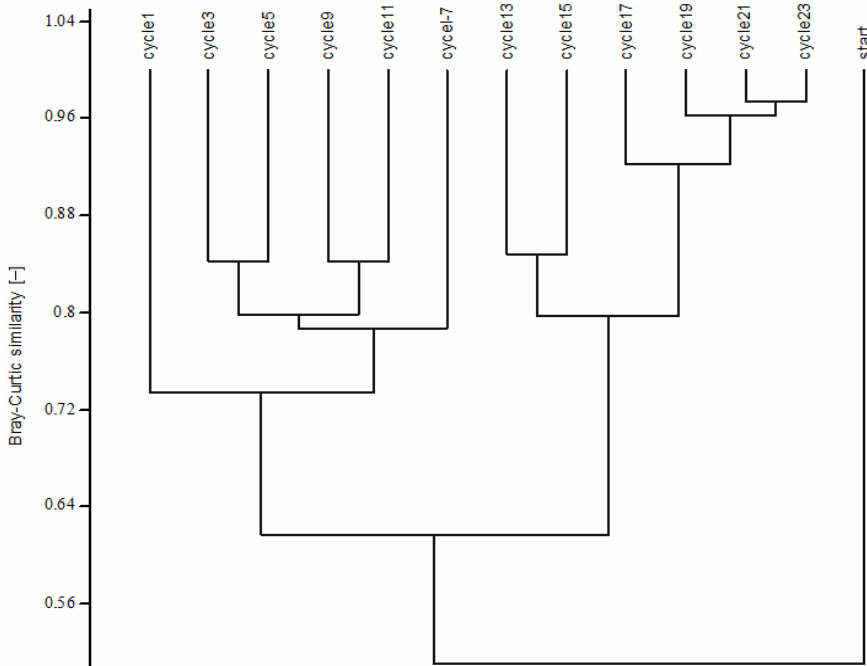 cycle1
cycle3
cycle5
cycle9
cycle11
cycel-7
cycle13
cycle15
cycle17
cycle19
cycle21
cycle23
start
1.04
0.96
0.88
0.8
0.72
0.64
0.56
Bray-Curtic similarity [–]